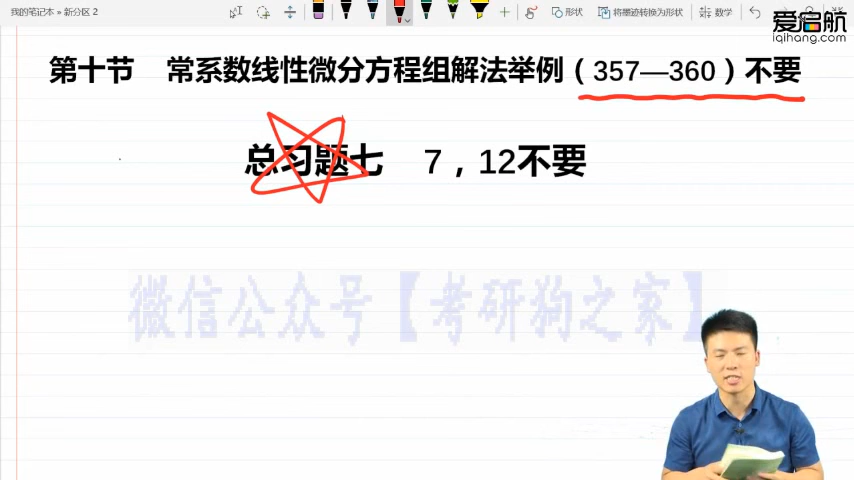 我的笔记本 » 新分区 2
形状
将墨迹转换为形状
数学
爱启航
iqihang.com
第十节 常系数线性微分方程组解法举例（357—360）不要
总习题七 7，12不要
微信公众号【考研狗之家】